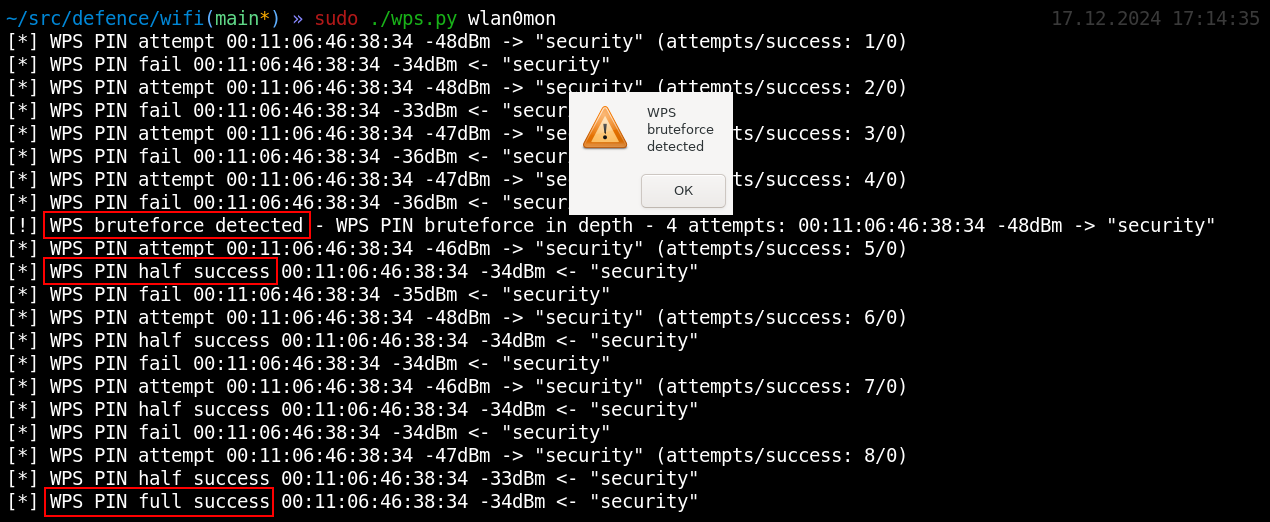 ~/src/defence/wifi(main*) » sudo ./wps.py wlan0mon 17.12.2024 17:14:35
[*] WPS PIN attempt 00:11:06:46:38:34 -48dBm -> "security" (attempts/success: 1/0)
[*] WPS PIN fail 00:11:06:46:38:34 -34dBm <- "security"
[*] WPS PIN attempt 00:11:06:46:38:34 -48dBm -> "security" (attempts/success: 2/0)
[*] WPS PIN fail 00:11:06:46:38:34 -33dBm <- "securi
[*] WPS PIN attempt 00:11:06:46:38:34 -47dBm -> "se mpts/success: 3/0)
[*] WPS PIN fail 00:11:06:46:38:34 -36dBm <- "securi
[*] WPS PIN attempt 00:11:06:46:38:34 -47dBm -> "se ts/success: 4/0)
[*] WPS PIN fail 00:11:06:46:38:34 -36dBm <- "securi
WPS
bruteforce
detected
OK
[!] WPS bruteforce detected - WPS PIN bruteforce in depth - 4 attempts: 00:11:06:46:38:34 -48dBm -> "security"
[*] WPS PIN attempt 00:11:06:46:38:34 -46dBm -> "security" (attempts/success: 5/0)
[*] WPS PIN half success 00:11:06:46:38:34 -34dBm <- "security"
[*] WPS PIN fail 00:11:06:46:38:34 -35dBm <- "security"
[*] WPS PIN attempt 00:11:06:46:38:34 -48dBm -> "security" (attempts/success: 6/0)
[*] WPS PIN half success 00:11:06:46:38:34 -34dBm <- "security"
[*] WPS PIN fail 00:11:06:46:38:34 -34dBm <- "security"
[*] WPS PIN attempt 00:11:06:46:38:34 -46dBm -> "security" (attempts/success: 7/0)
[*] WPS PIN half success 00:11:06:46:38:34 -34dBm <- "security"
[*] WPS PIN fail 00:11:06:46:38:34 -34dBm <- "security"
[*] WPS PIN attempt 00:11:06:46:38:34 -47dBm -> "security" (attempts/success: 8/0)
[*] WPS PIN half success 00:11:06:46:38:34 -33dBm <- "security"
[*] WPS PIN full success 00:11:06:46:38:34 -34dBm <- "security"